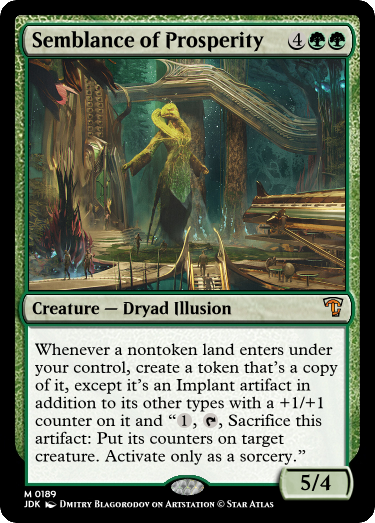 Semblance of Prosperity 4
Creature — Dryad Illusion
Whenever a nontoken land enters under
your control, create a token that's a copy
of it, except it's an Implant artifact in
addition to its other types with a +1/+1
counter on it and “1, , Sacrifice this
artifact: Put its counters on target
creature. Activate only as a sorcery.”
5/4
M 0189
JDK Dmitry Blagorodov on Artstation © Star Atlas